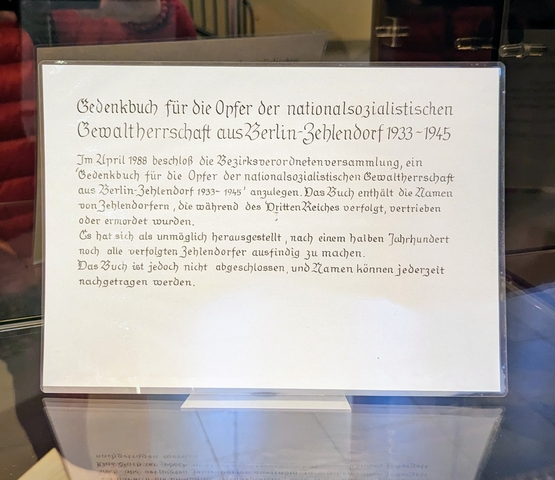 Gedenkbuch für die Opfer der nationalsozialistischen
Gewaltherrschaft aus Berlin-Zehlendorf 1933-1945
Im April 1988 beschloß die Bezirksverordnetenversammlung, ein
'Gedenkbuch für die Opfer der nationalsozialistischen Gewaltherrschaft
aus Berlin-Zehlendorf 1933-1945' anzulegen. Das Buch enthält die Namen
von Zehlendorfern, die während des Dritten Reiches verfolgt, vertrieben
oder ermordet wurden.
Es hat sich als unmöglich herausgestellt, nach einem halben Jahrhundert
noch alle verfolgten Zehlendorfer ausfindig zu machen.
Das Buch ist jedoch nicht abgeschlossen, und Namen können jederzeit
nachgetragen werden.